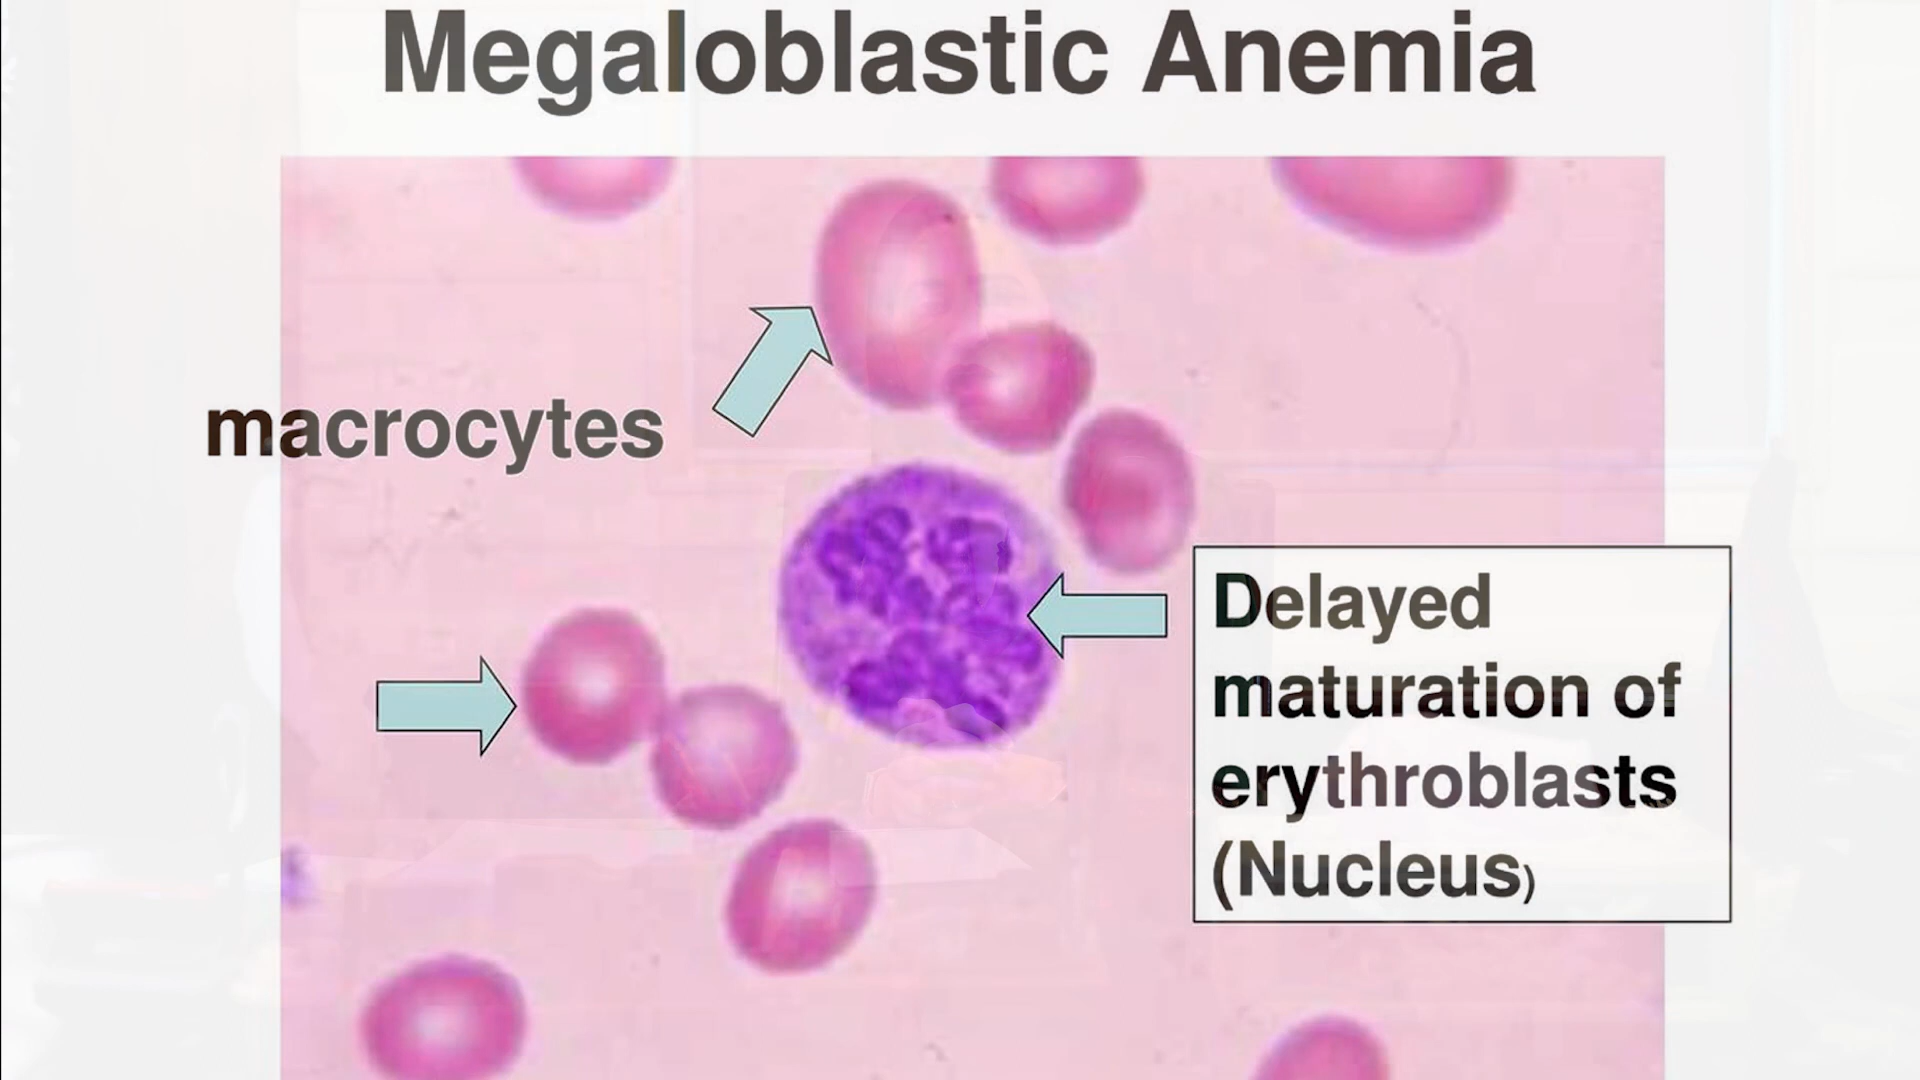 Megaloblastic Anemia
macrocytes
Delayed
maturation of
erythroblasts
(Nucleus)